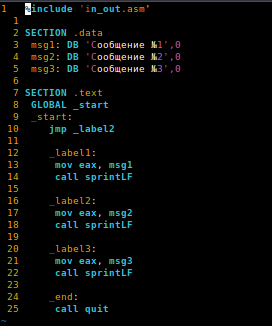 1 %include 'in_out.asm'
1
2 SECTION .data
3 msg1: DB 'Сообщение №1',0
4 msg2: DB 'Сообщение №2',0
5 msg3: DB 'Сообщение №3',0
6
7 SECTION .text
8 GLOBAL _start
9 _start:
10 jmp _label2
11
12 _label1:
13 mov eax, msg1
14 call sprintLF
15
16 _label2:
17 mov eax, msg2
18 call sprintLF
19
20 _label3:
21 mov eax, msg3
22 call sprintLF
23
24 _end:
25 call quit
~